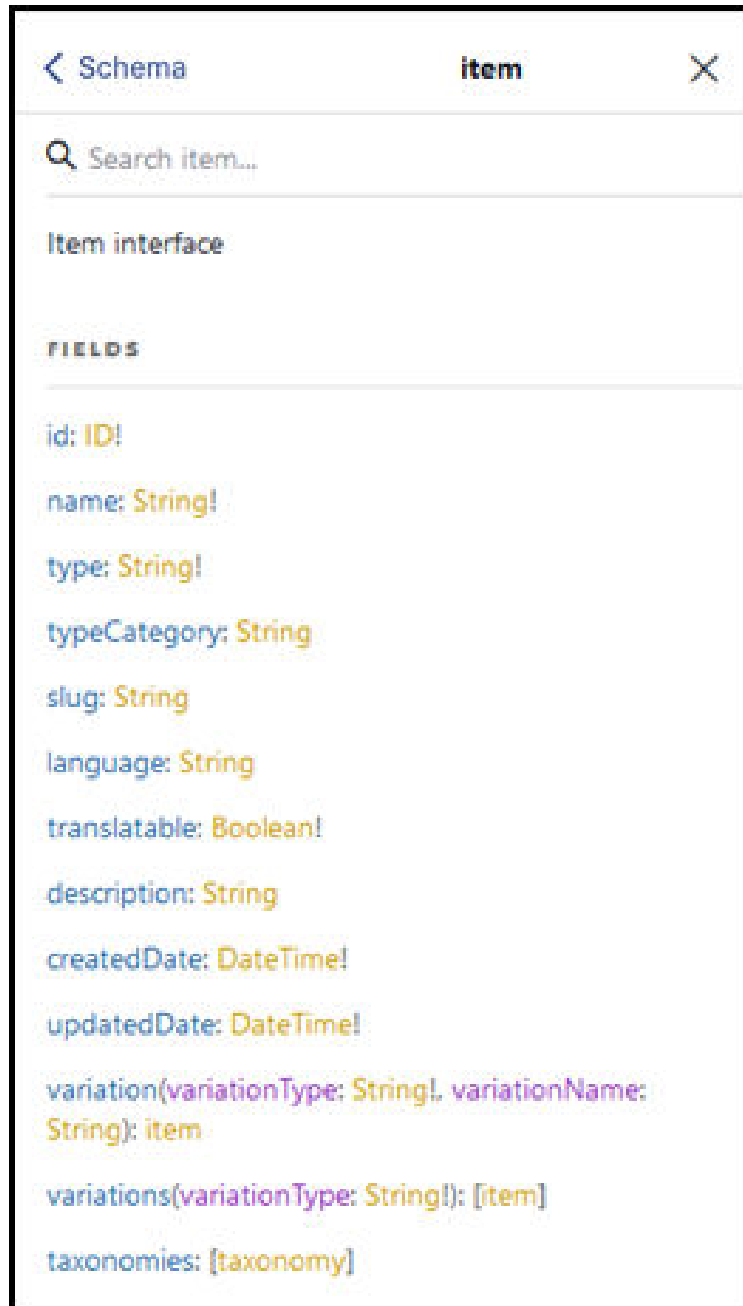 Schema item
Search item...
Item interface
FIELDS
id: ID!
name: String!
type: String!
typeCategory: String
slug: String
language: String
translatable: Boolean!
description: String
createdDate: DateTime!
updatedDate: DateTime!
variation(variationType: String!, variationName:
String): item
variations(variationType: String!): [item]
taxonomies: [taxonomy]